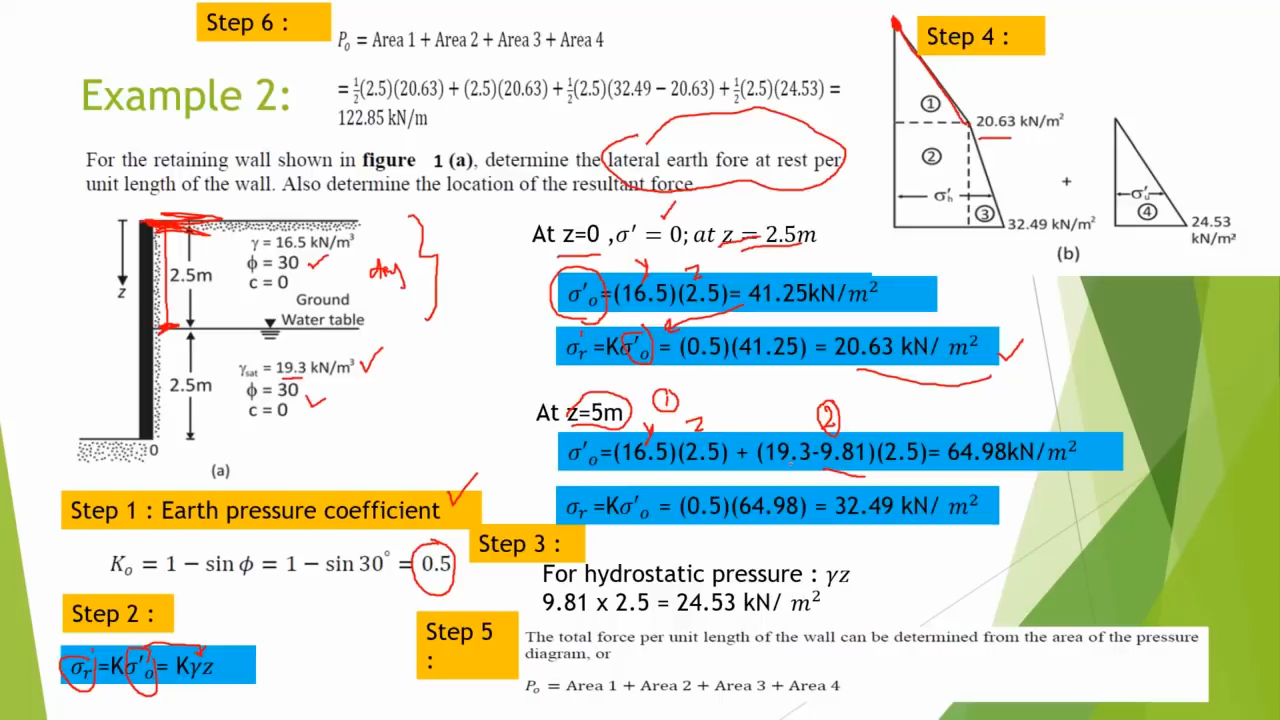 Step 6 :
P₀ = Area 1 + Area 2 + Area 3 + Area 4
Example 2:
= ½(2.5)(20.63) + (2.5)(20.63) + ½(2.5)(32.49 − 20.63) + ½(2.5)(24.53) =
122.85 kN/m
For the retaining wall shown in figure 1 (a), determine the lateral earth fore at rest per
unit length of the wall. Also determine the location of the resultant force.
γ = 16.5 kN/m³
ϕ = 30
c = 0
2.5m
dry
z
Ground
Water table
γsat = 19.3 kN/m³
ϕ = 30
c = 0
2.5m
0
(a)
Step 1 : Earth pressure coefficient
Kₒ = 1 − sin ϕ = 1 − sin 30° = 0.5
Step 2 :
σᵣ' =Kσ'ₒ= Kγz
At z=0 ,σ' = 0; at z = 2.5m
γ z
σ'ₒ=(16.5)(2.5)= 41.25kN/m²
σᵣ' =Kσ'ₒ = (0.5)(41.25) = 20.63 kN/ m²
At z=5m
① ②
γ z
σ'ₒ=(16.5)(2.5) + (19.3-9.81)(2.5)= 64.98kN/m²
σᵣ =Kσ'ₒ = (0.5)(64.98) = 32.49 kN/ m²
Step 3 :
For hydrostatic pressure : γz
9.81 x 2.5 = 24.53 kN/ m²
Step 4 :
①
20.63 kN/m²
②
σ'ₕ
③
32.49 kN/m²
+
σ'ᵤ
④
24.53
kN/m²
(b)
Step 5
:
The total force per unit length of the wall can be determined from the area of the pressure
diagram, or
Pₒ = Area 1 + Area 2 + Area 3 + Area 4